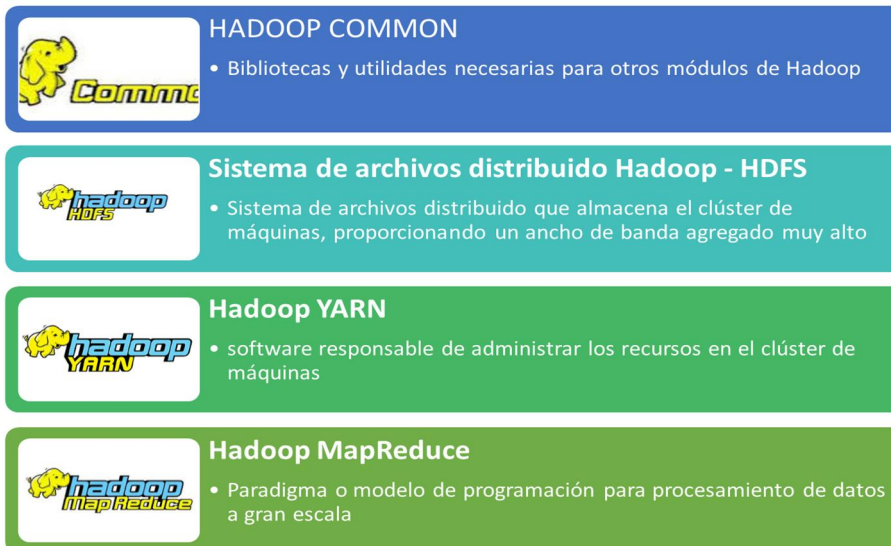 HADOOP COMMON
• Bibliotecas y utilidades necesarias para otros módulos de Hadoop
Commo
Sistema de archivos distribuido Hadoop - HDFS
• Sistema de archivos distribuido que almacena el clúster de
máquinas, proporcionando un ancho de banda agregado muy alto
hadoop
HDFS
Hadoop YARN
• software responsable de administrar los recursos en el clúster de
máquinas
hadoop
YARN
Hadoop MapReduce
• Paradigma o modelo de programación para procesamiento de datos
a gran escala
hadoop
Map Reduce